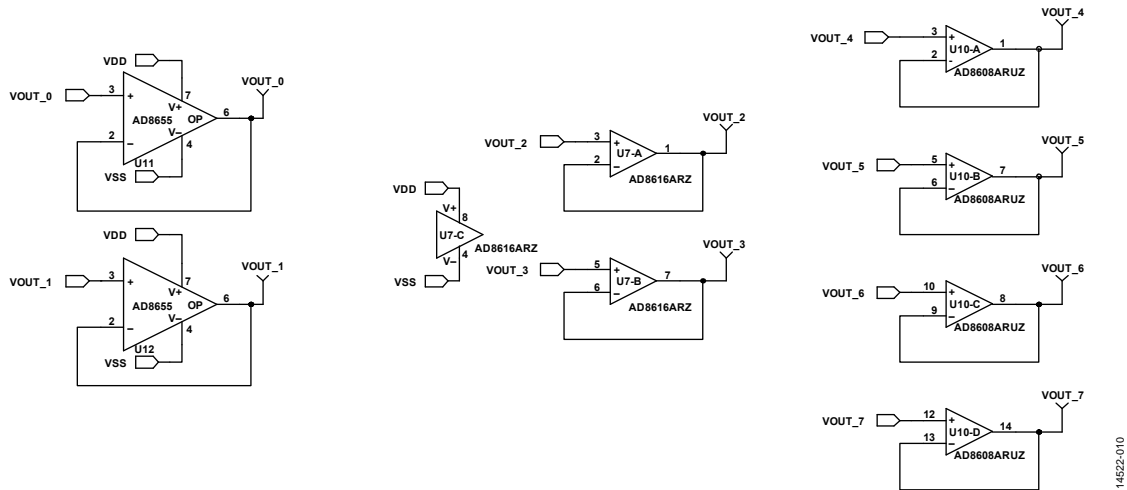 VDD
VOUT_0
3
+
7
V+
AD8655
OP
6
VOUT_0
2
−
V−
4
U11
VSS
VDD
VOUT_1
3
+
7
V+
AD8655
OP
6
VOUT_1
2
−
V−
4
U12
VSS
VDD
V+
8
U7-C
AD8616ARZ
V−
4
VSS
VOUT_2
3
+
U7-A
1
VOUT_2
2
−
AD8616ARZ
VOUT_3
5
+
U7-B
7
VOUT_3
6
−
AD8616ARZ
VOUT_4
3
+
U10-A
1
VOUT_4
2
-
AD8608ARUZ
VOUT_5
5
+
U10-B
7
VOUT_5
6
−
AD8608ARUZ
VOUT_6
10
+
U10-C
8
VOUT_6
9
−
AD8608ARUZ
VOUT_7
12
+
U10-D
14
VOUT_7
13
−
AD8608ARUZ
14522-010